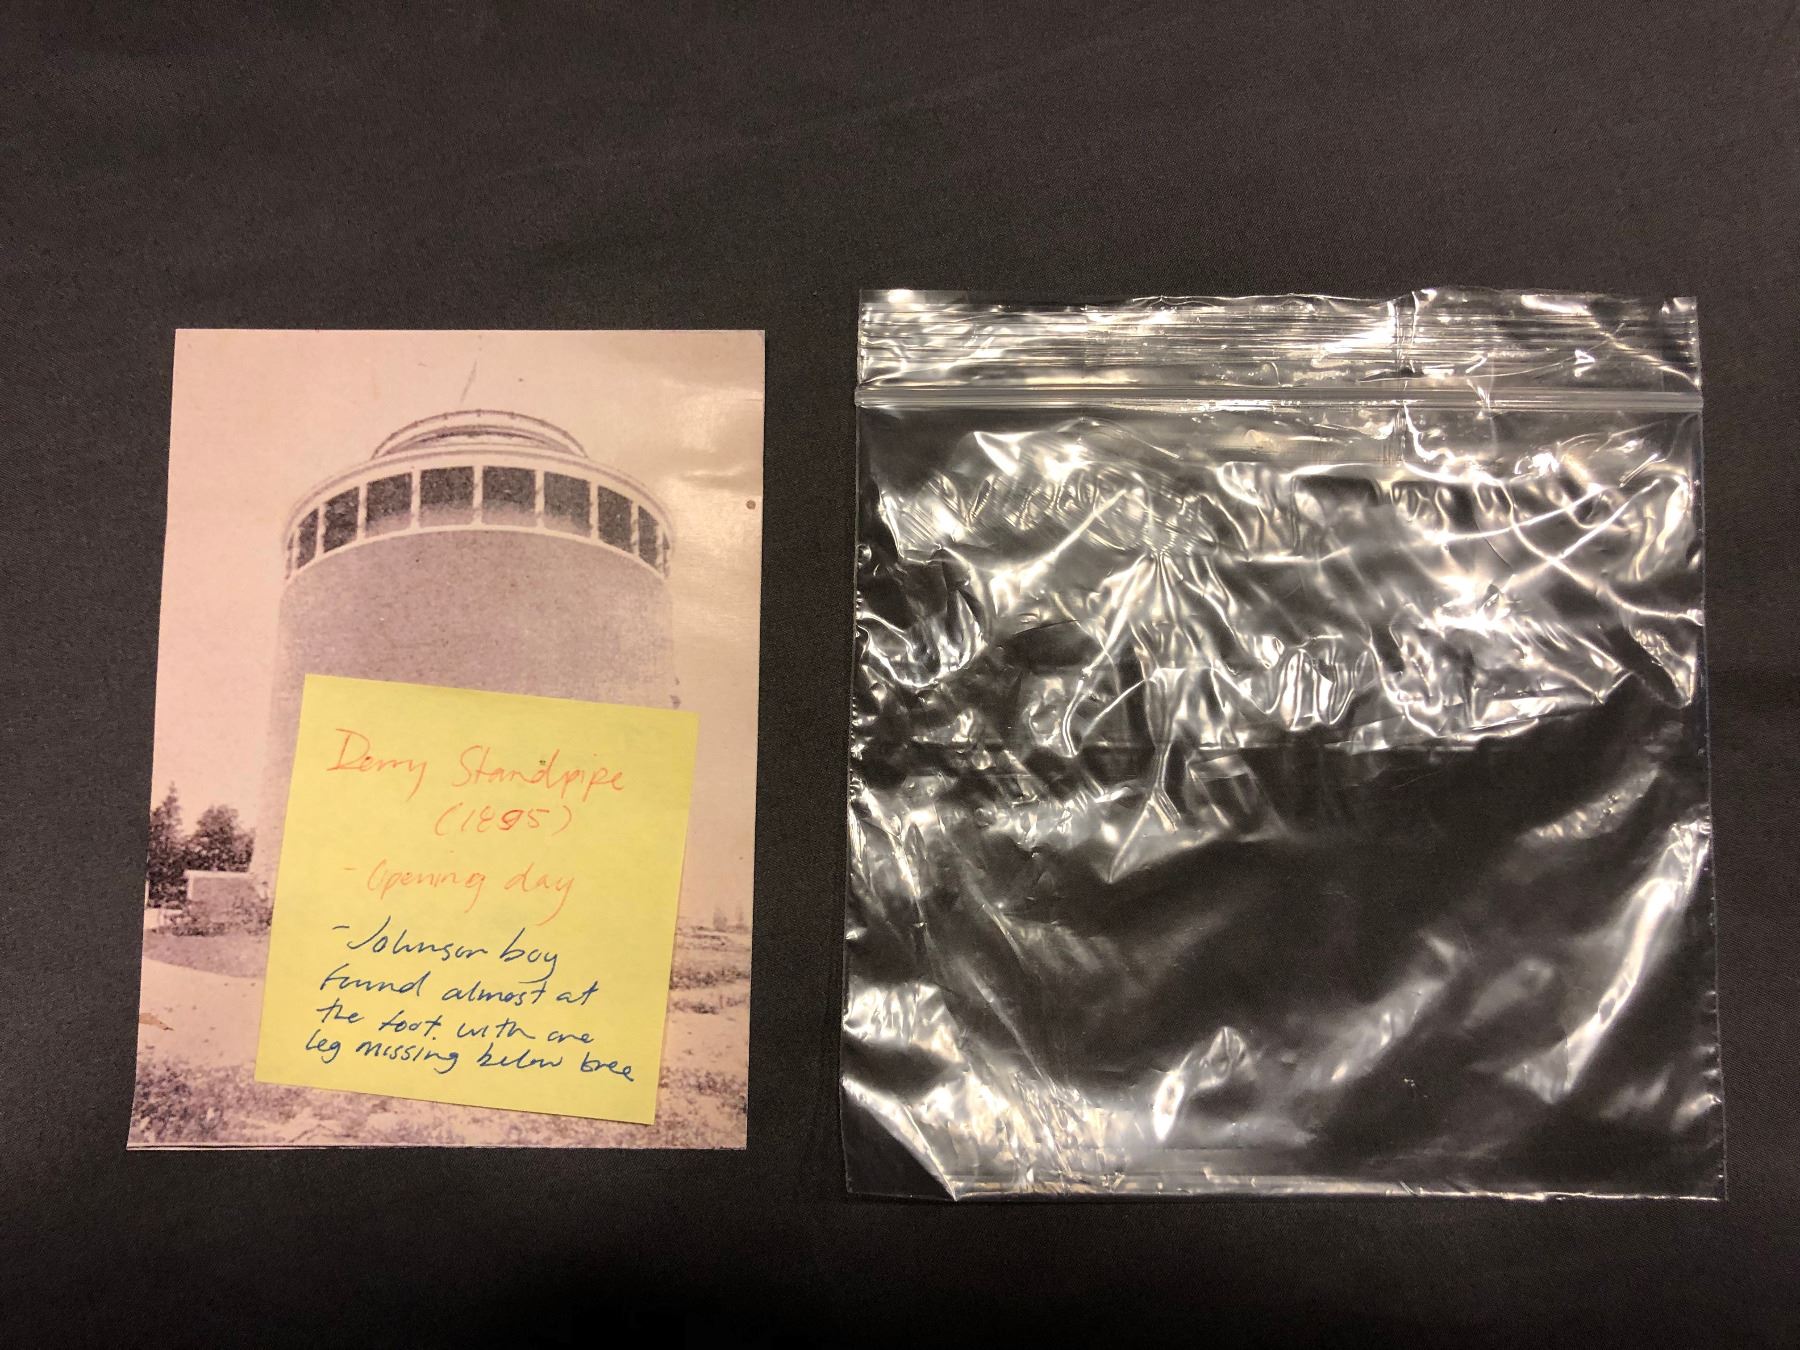 Derry Standpipe
(1895)
- Opening day
- Johnson boy
found almost at
the foot. with one
leg missing below knee